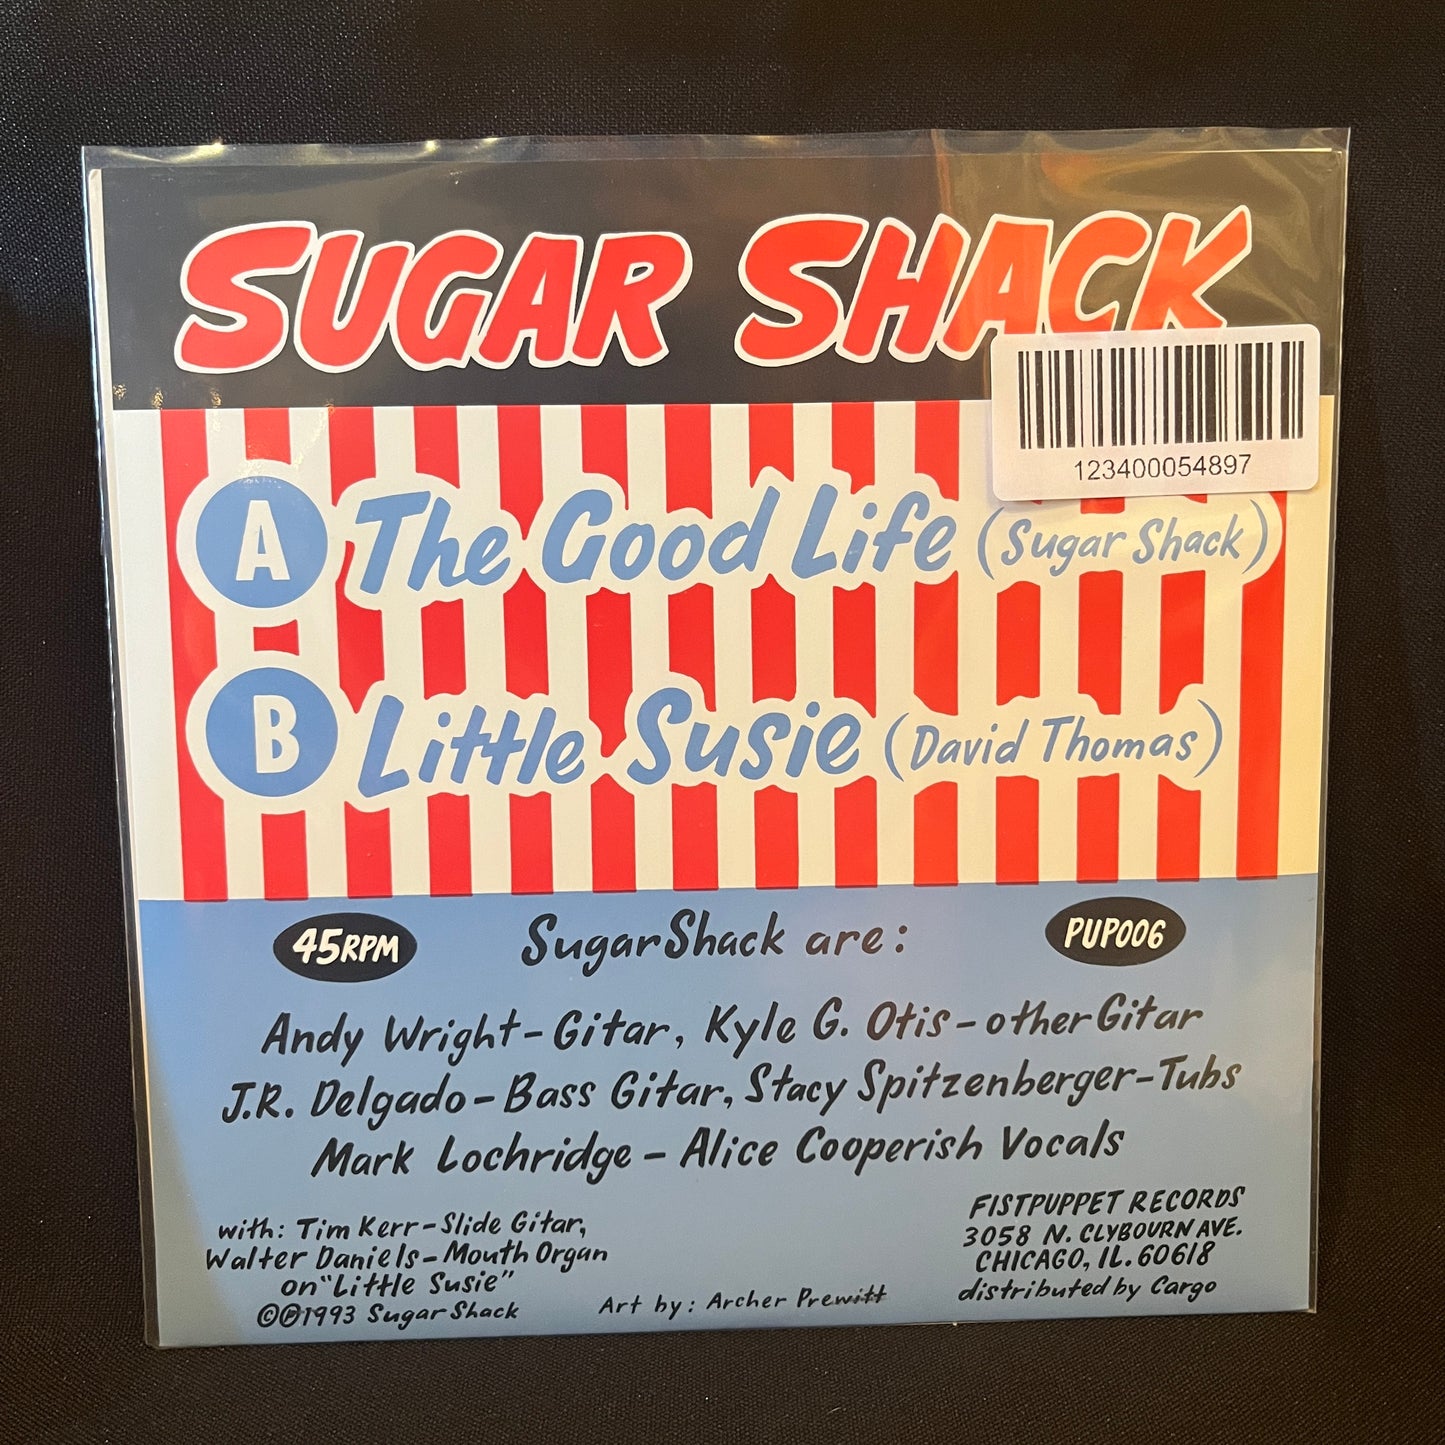 SUGAR SHACK
123400054897
A The Good Life (Sugar Shack)
B Little Susie (David Thomas)
45RPM
SugarShack are:
PUP006
Andy Wright-Gitar, Kyle G. Otis-other Gitar
J.R. Delgado-Bass Gitar, Stacy Spitzenberger-Tubs
Mark Lochridge - Alice Cooperish Vocals
with: Tim Kerr-Slide Gitar,
Walter Daniels-Mouth Organ
on "Little Susie"
©℗1993 Sugar Shack
Art by: Archer Prewitt
FISTPUPPET RECORDS
3058 N. CLYBOURN AVE.
CHICAGO, IL. 60618
distributed by Cargo